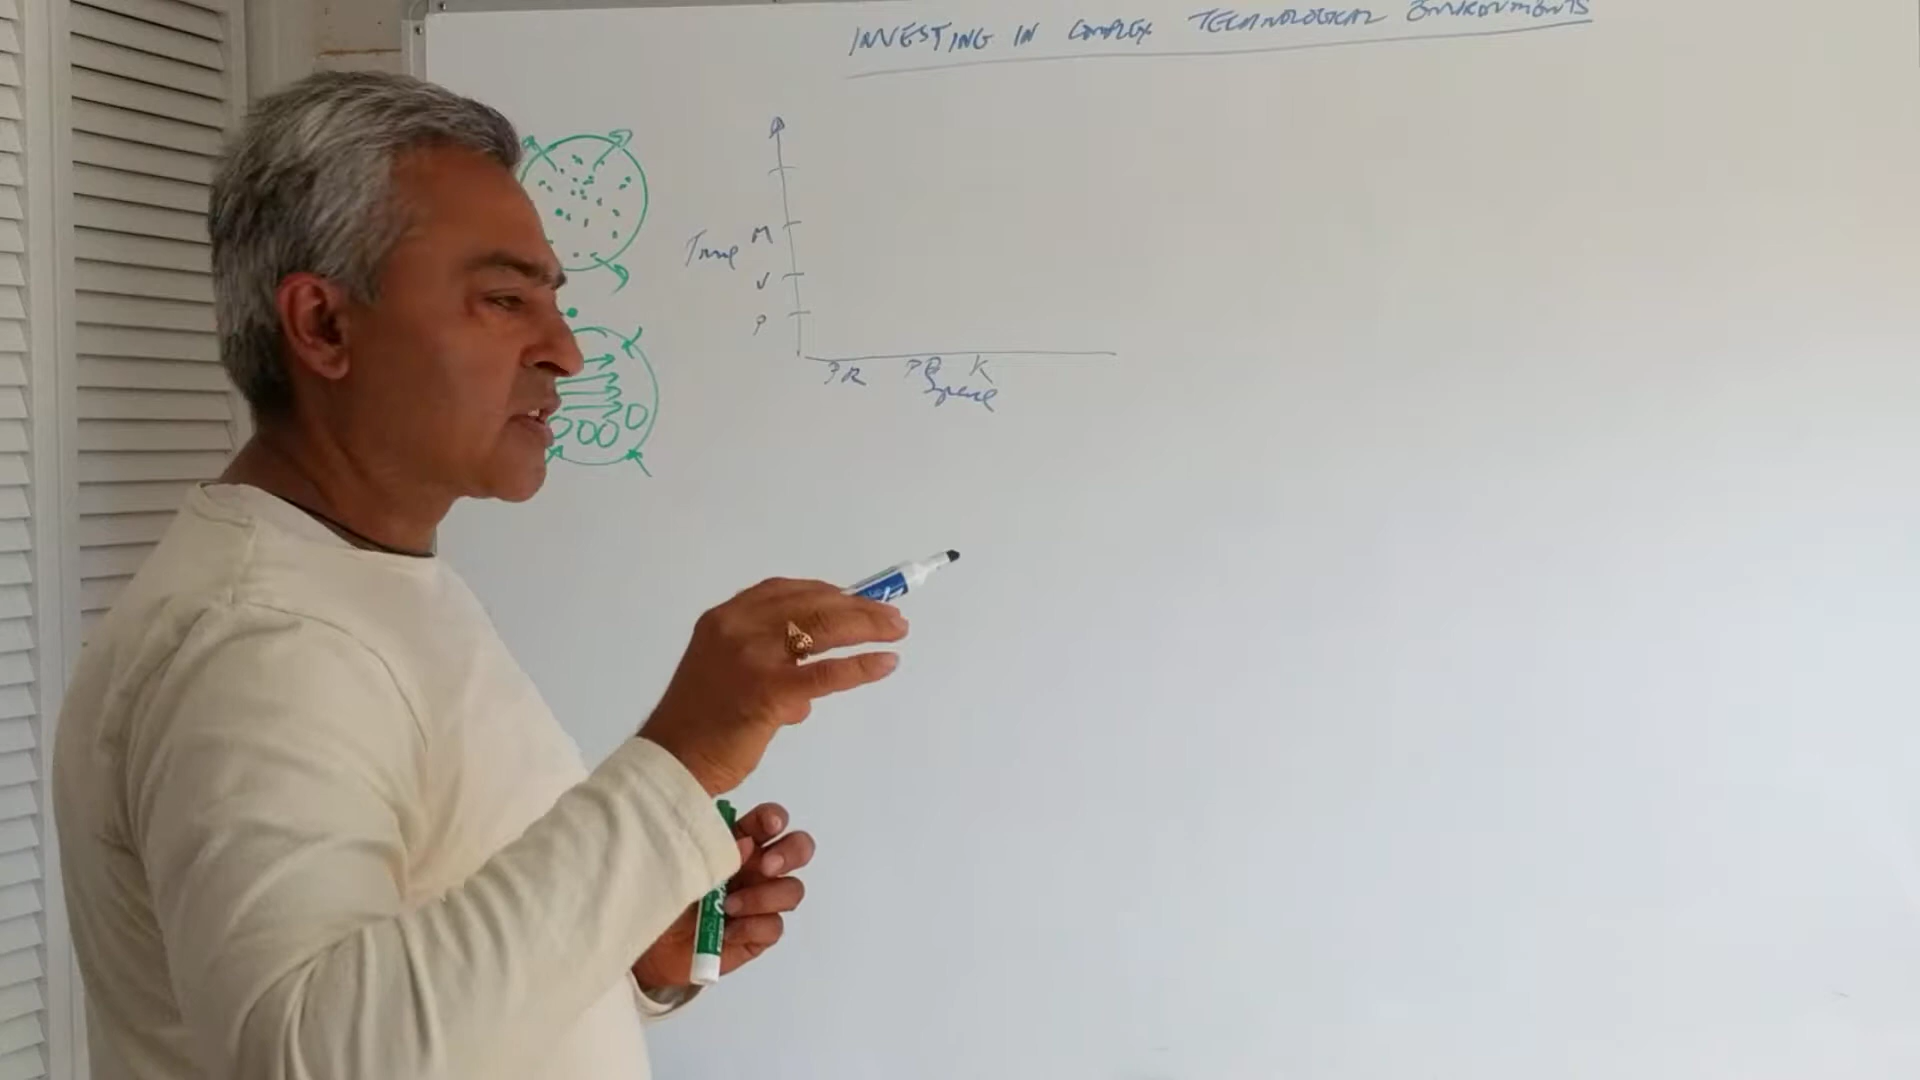 INVESTING IN COMPLEX TECHNOLOGICAL ENVIRONMENTS
Time
M
V
P
K
Space